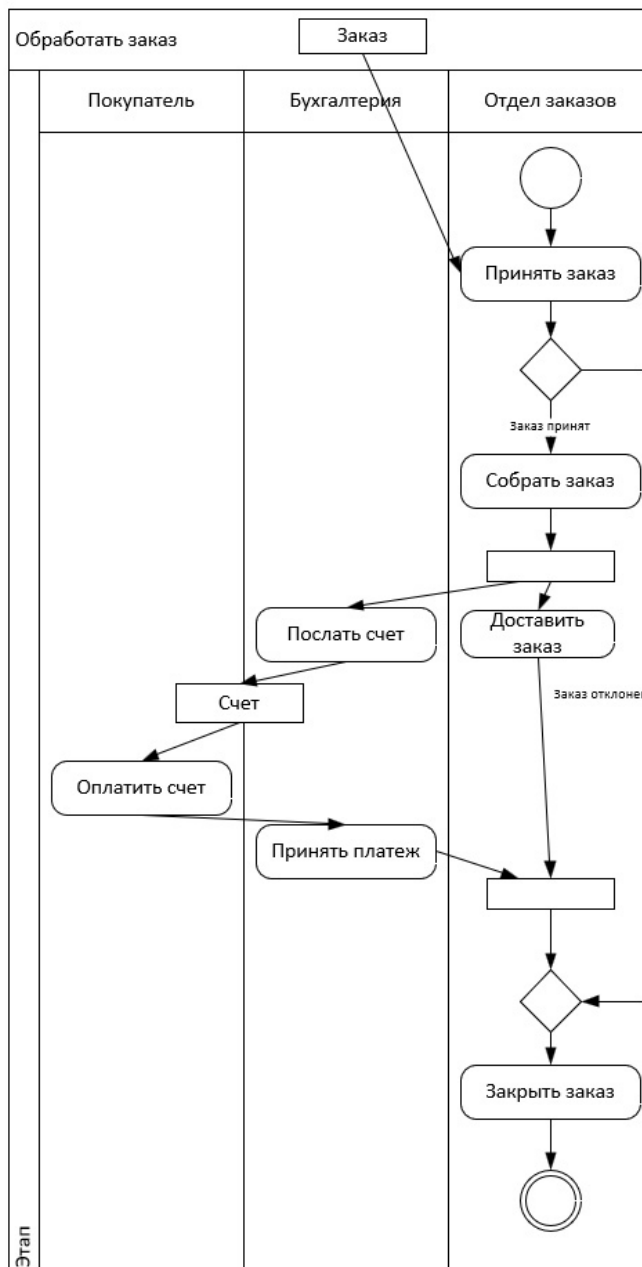 Обработать заказ
Заказ
Покупатель
Бухгалтерия
Отдел заказов
Принять заказ
Заказ принят
Собрать заказ
Послать счет
Доставить
заказ
Счет
Заказ отклонен
Оплатить счет
Принять платеж
Закрыть заказ
Этап